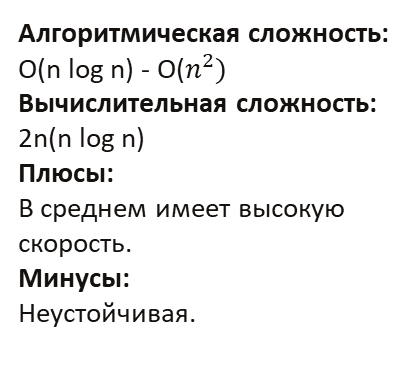 Алгоритмическая сложность:
O(n log n) - O(n²)
Вычислительная сложность:
2n(n log n)
Плюсы:
В среднем имеет высокую
скорость.
Минусы:
Неустойчивая.